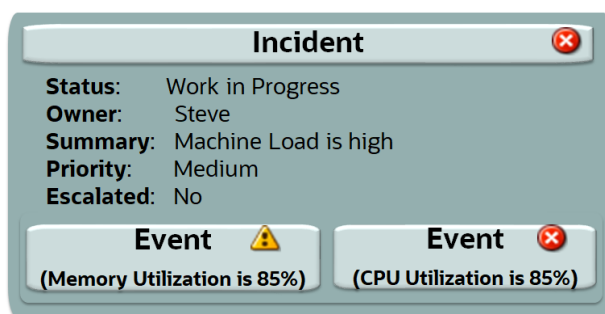 Incident
Status: Work in Progress
Owner: Steve
Summary: Machine Load is high
Priority: Medium
Escalated: No
Event
(Memory Utilization is 85%)
Event
(CPU Utilization is 85%)